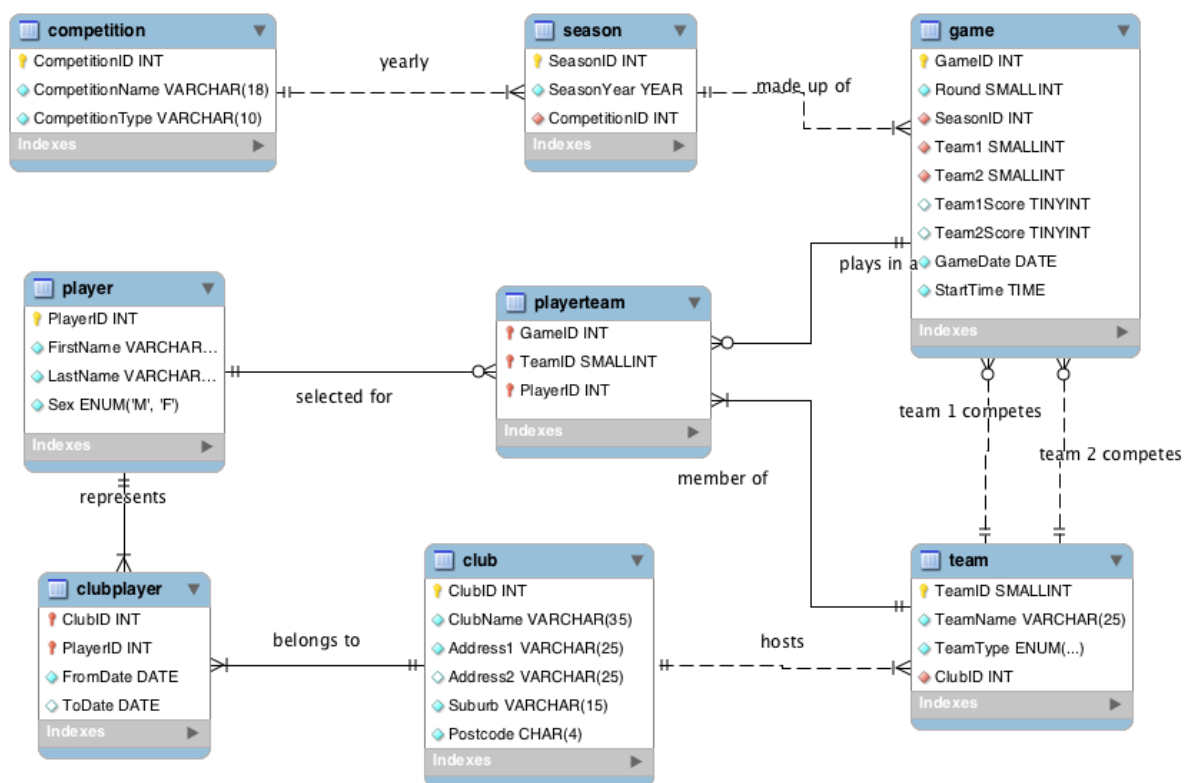 competition
CompetitionID INT
CompetitionName VARCHAR(18)
CompetitionType VARCHAR(10)
Indexes
yearly
season
SeasonID INT
SeasonYear YEAR
CompetitionID INT
Indexes
made up of
game
GameID INT
Round SMALLINT
SeasonID INT
Team1 SMALLINT
Team2 SMALLINT
Team1Score TINYINT
Team2Score TINYINT
GameDate DATE
StartTime TIME
Indexes
plays in a
player
PlayerID INT
FirstName VARCHAR...
LastName VARCHAR...
Sex ENUM('M', 'F')
Indexes
selected for
playerteam
GameID INT
TeamID SMALLINT
PlayerID INT
Indexes
team 1 competes
team 2 competes
member of
represents
clubplayer
ClubID INT
PlayerID INT
FromDate DATE
ToDate DATE
Indexes
belongs to
club
ClubID INT
ClubName VARCHAR(35)
Address1 VARCHAR(25)
Address2 VARCHAR(25)
Suburb VARCHAR(15)
Postcode CHAR(4)
Indexes
hosts
team
TeamID SMALLINT
TeamName VARCHAR(25)
TeamType ENUM(...)
ClubID INT
Indexes